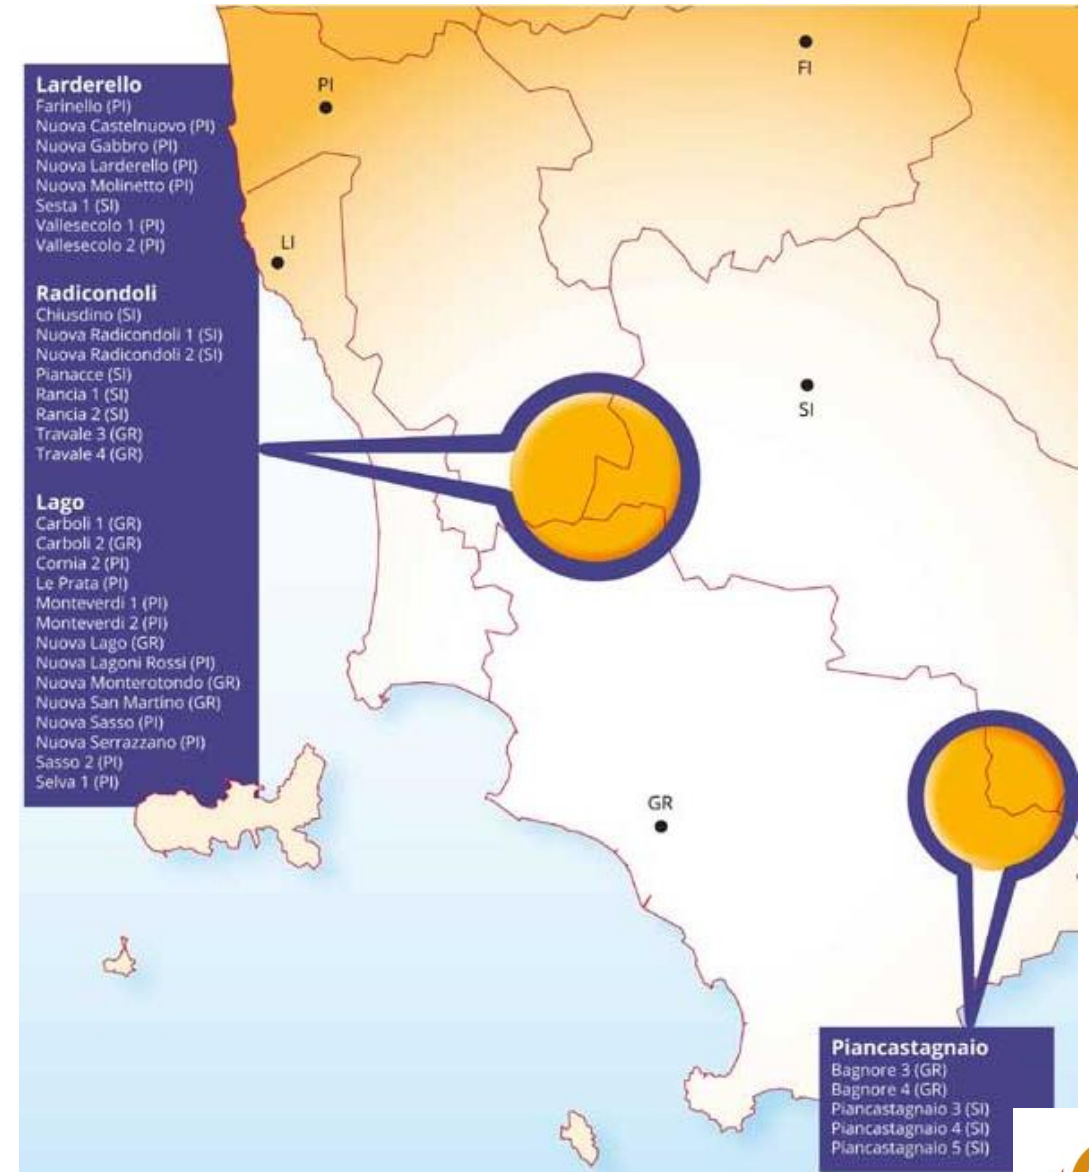 Larderello
Farinello (PI)
Nuova Castelnuovo (PI)
Nuova Gabbro (PI)
Nuova Larderello (PI)
Nuova Molinetto (PI)
Sesta 1 (SI)
Vallesecolo 1 (PI)
Vallesecolo 2 (PI)
Radicondoli
Chiusdino (SI)
Nuova Radicondoli 1 (SI)
Nuova Radicondoli 2 (SI)
Pianacce (SI)
Rancia 1 (SI)
Rancia 2 (SI)
Travale 3 (GR)
Travale 4 (GR)
Lago
Carboli 1 (GR)
Carboli 2 (GR)
Cornia 2 (PI)
Le Prata (PI)
Monteverdi 1 (PI)
Monteverdi 2 (PI)
Nuova Lago (GR)
Nuova Lagoni Rossi (PI)
Nuova Monterotondo (GR)
Nuova San Martino (GR)
Nuova Sasso (PI)
Nuova Serrazzano (PI)
Sasso 2 (PI)
Selva 1 (PI)
PI
FI
LI
SI
GR
Piancastagnaio
Bagnore 3 (GR)
Bagnore 4 (GR)
Piancastagnaio 3 (SI)
Piancastagnaio 4 (SI)
Piancastagnaio 5 (SI)